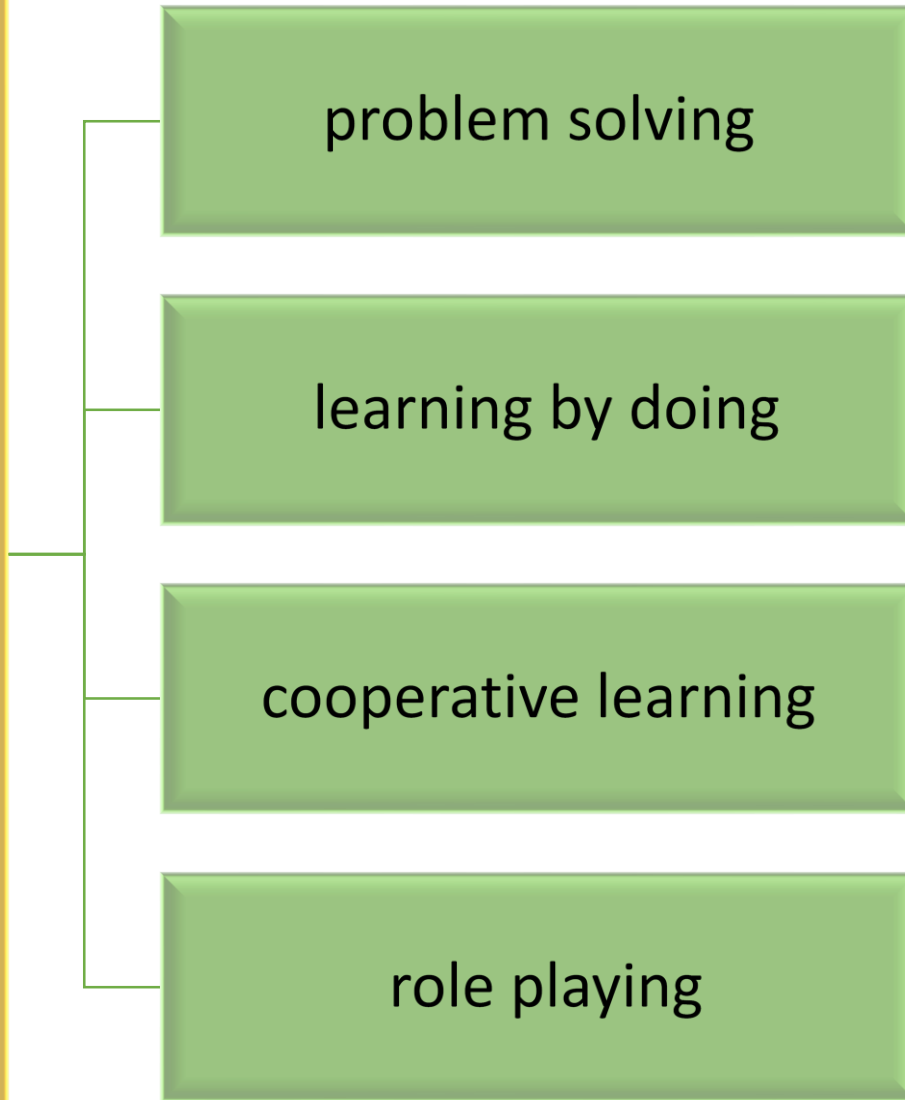 problem solving
learning by doing
cooperative learning
role playing